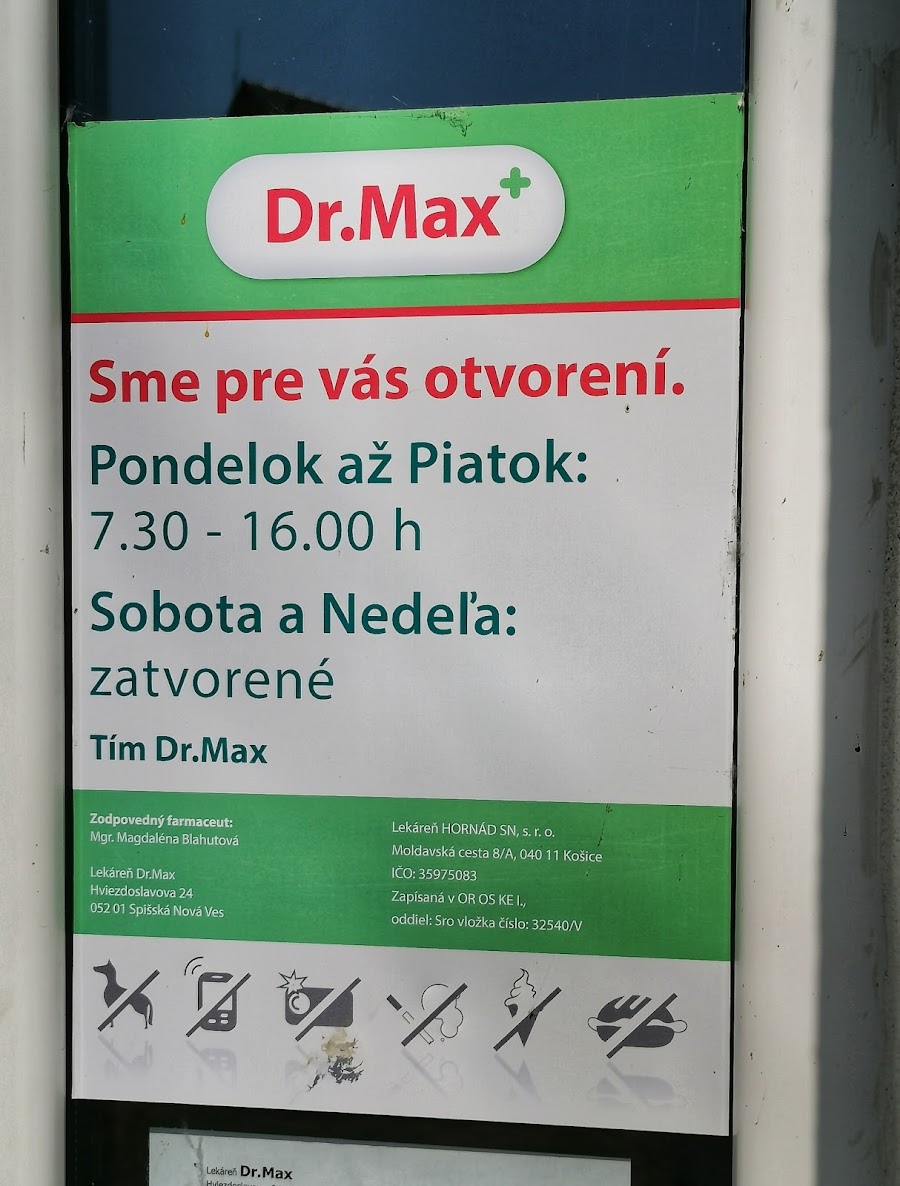 Dr.Max+
Sme pre vás otvorení.
Pondelok až Piatok:
7.30 - 16.00 h
Sobota a Nedeľa:
zatvorené
Tím Dr.Max
Zodpovedný farmaceut:
Mgr. Magdaléna Blahutová
Lekáreň Dr.Max
Hviezdoslavova 24
052 01 Spišská Nová Ves
Lekáreň HORNÁD SN, s. r. o.
Moldavská cesta 8/A, 040 11 Košice
IČO: 35975083
Zapísaná v OR OS KE I.,
oddiel: Sro vložka číslo: 32540/V
Lekáreň Dr.Max